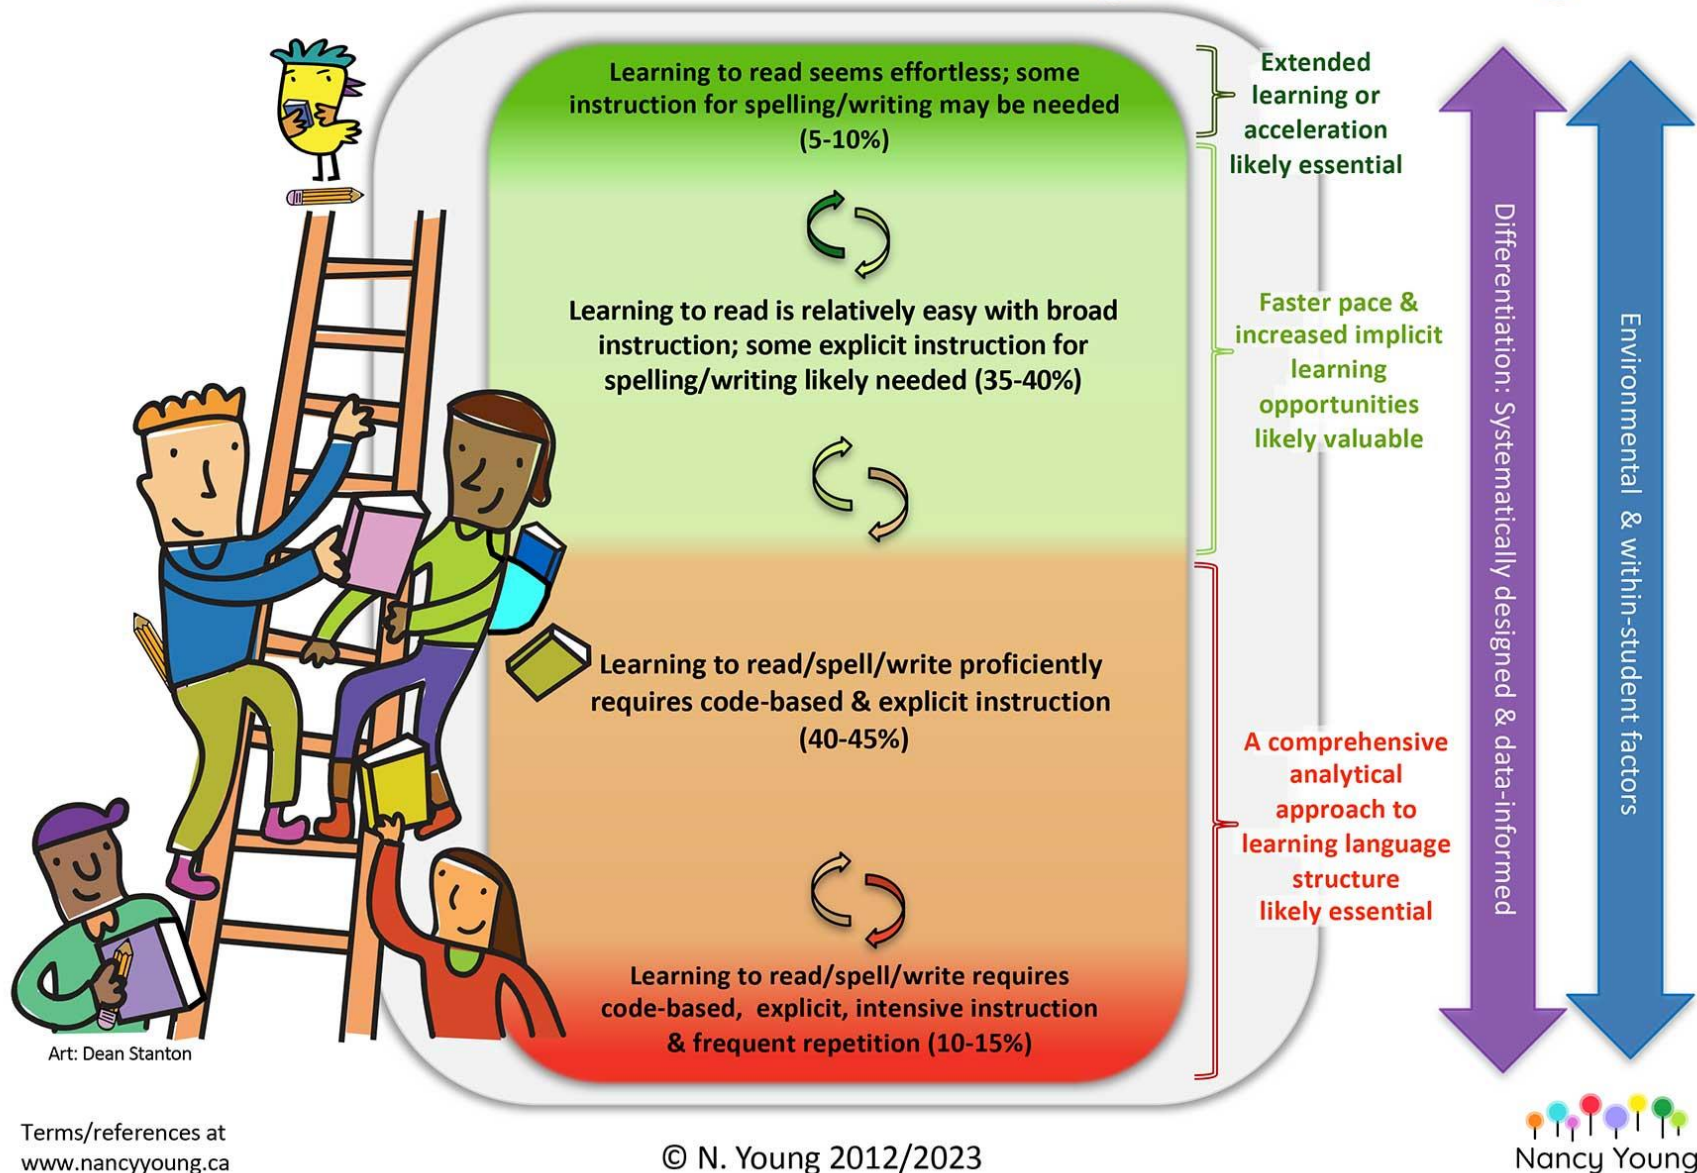 Learning to read seems effortless; some
instruction for spelling/writing may be needed
(5-10%)
Learning to read is relatively easy with broad
instruction; some explicit instruction for
spelling/writing likely needed (35-40%)
Learning to read/spell/write proficiently
requires code-based & explicit instruction
(40-45%)
Learning to read/spell/write requires
code-based, explicit, intensive instruction
& frequent repetition (10-15%)
Extended
learning or
acceleration
likely essential
Faster pace &
increased implicit
learning
opportunities
likely valuable
A comprehensive
analytical
approach to
learning language
structure
likely essential
Differentiation: Systematically designed & data-informed
Environmental & within-student factors
Art: Dean Stanton
Terms/references at
www.nancyyoung.ca
© N. Young 2012/2023
Nancy Young